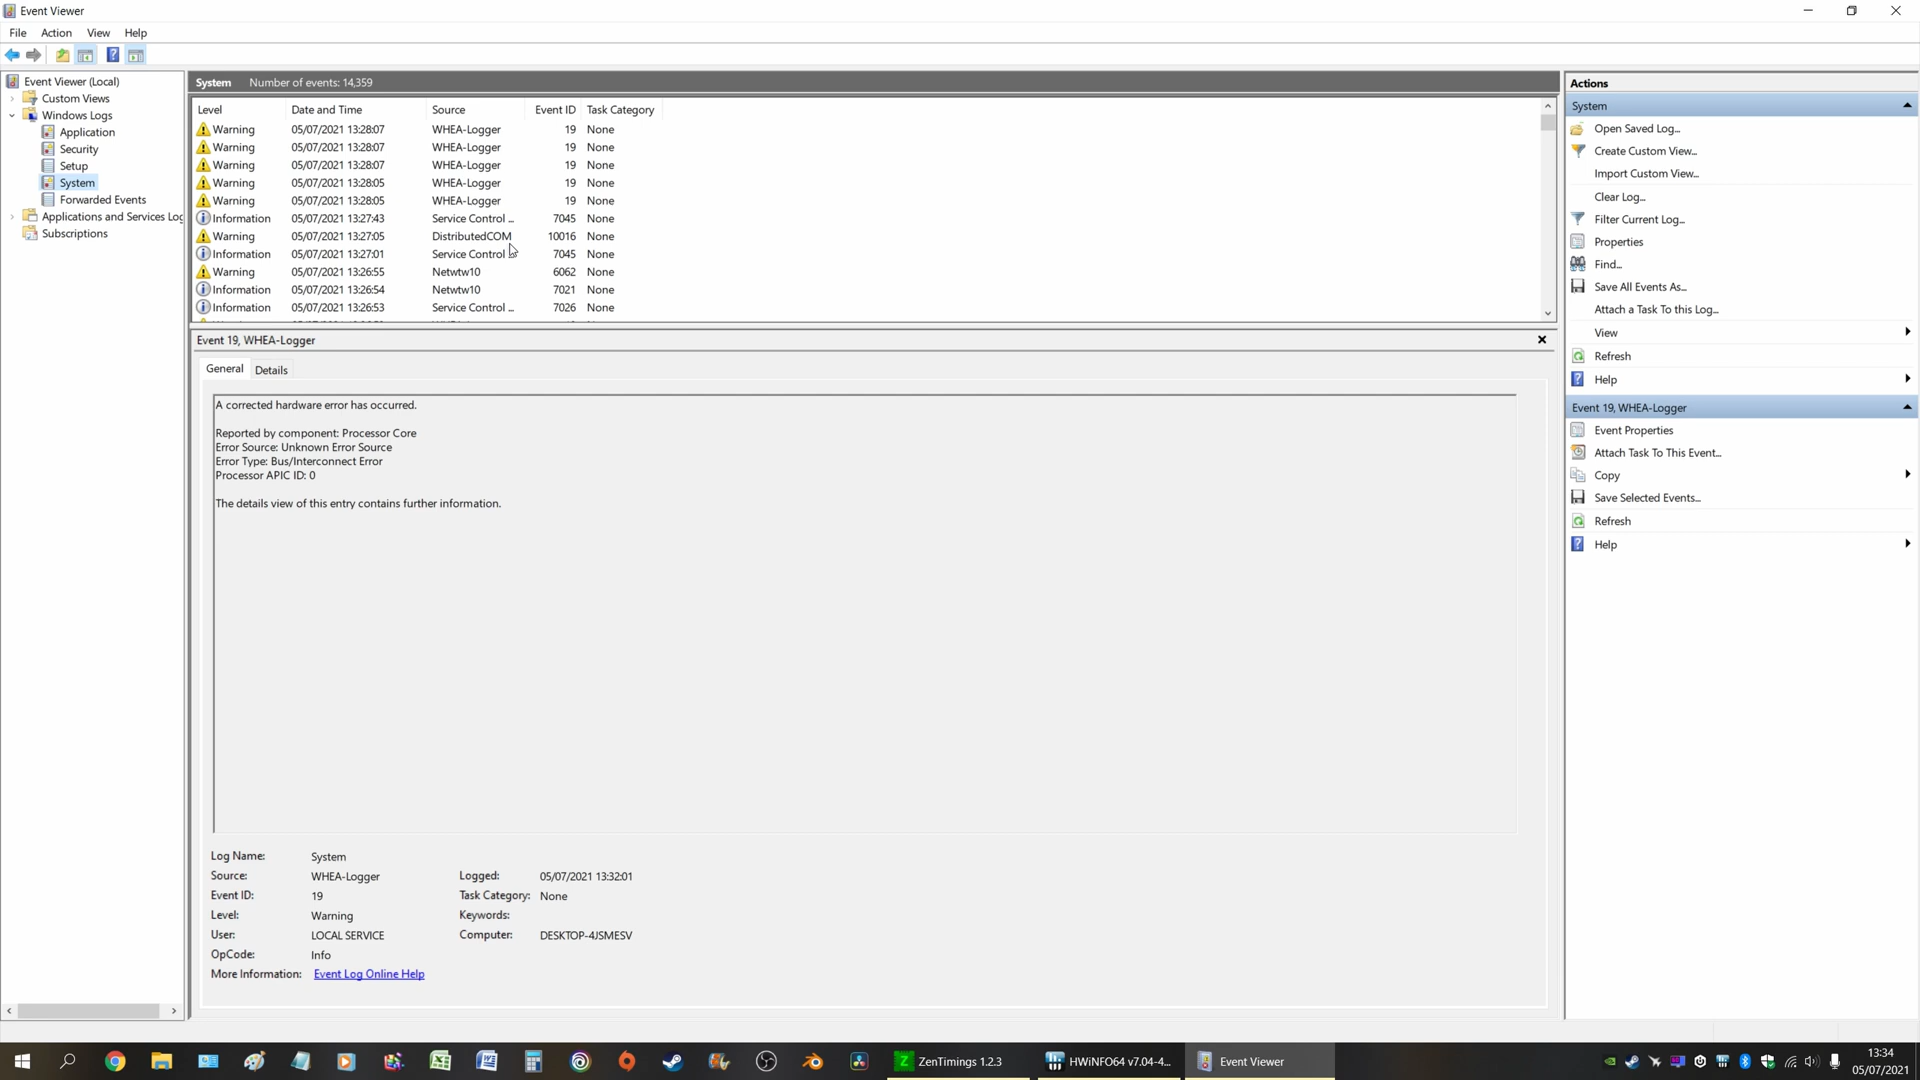 Event Viewer
File Action View Help
Event Viewer (Local)
Custom Views
Windows Logs
Application
Security
Setup
System
Forwarded Events
Applications and Services Log
Subscriptions
System Number of events: 14,359
Level Date and Time Source Event ID Task Category
Warning 05/07/2021 13:28:07 WHEA-Logger 19 None
Warning 05/07/2021 13:28:07 WHEA-Logger 19 None
Warning 05/07/2021 13:28:07 WHEA-Logger 19 None
Warning 05/07/2021 13:28:05 WHEA-Logger 19 None
Warning 05/07/2021 13:28:05 WHEA-Logger 19 None
Information 05/07/2021 13:27:43 Service Control ... 7045 None
Warning 05/07/2021 13:27:05 DistributedCOM 10016 None
Information 05/07/2021 13:27:01 Service Control 7045 None
Warning 05/07/2021 13:26:55 Netwtw10 6062 None
Information 05/07/2021 13:26:54 Netwtw10 7021 None
Information 05/07/2021 13:26:53 Service Control ... 7026 None
Event 19, WHEA-Logger
General Details
A corrected hardware error has occurred.
Reported by component: Processor Core
Error Source: Unknown Error Source
Error Type: Bus/Interconnect Error
Processor APIC ID: 0
The details view of this entry contains further information.
Log Name: System
Source: WHEA-Logger Logged: 05/07/2021 13:32:01
Event ID: 19 Task Category: None
Level: Warning Keywords:
User: LOCAL SERVICE Computer: DESKTOP-4JSMESV
OpCode: Info
More Information: Event Log Online Help
Actions
System
Open Saved Log...
Create Custom View...
Import Custom View...
Clear Log...
Filter Current Log...
Properties
Find...
Save All Events As...
Attach a Task To this Log...
View
Refresh
Help
Event 19, WHEA-Logger
Event Properties
Attach Task To This Event...
Copy
Save Selected Events...
Refresh
Help
ZenTimings 1.2.3
HWiNFO64 v7.04-4...
Event Viewer
13:34
05/07/2021